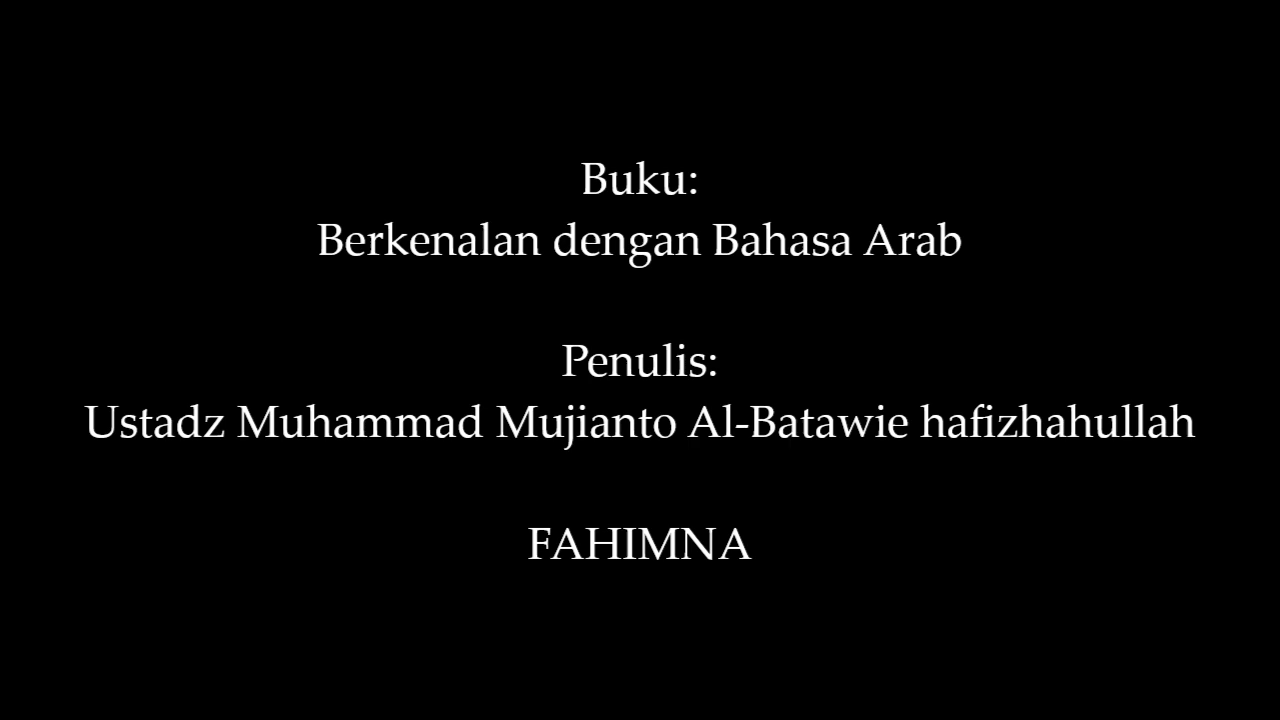 Buku:
Berkenalan dengan Bahasa Arab
Penulis:
Ustadz Muhammad Mujianto Al-Batawie hafizhahullah
FAHIMNA